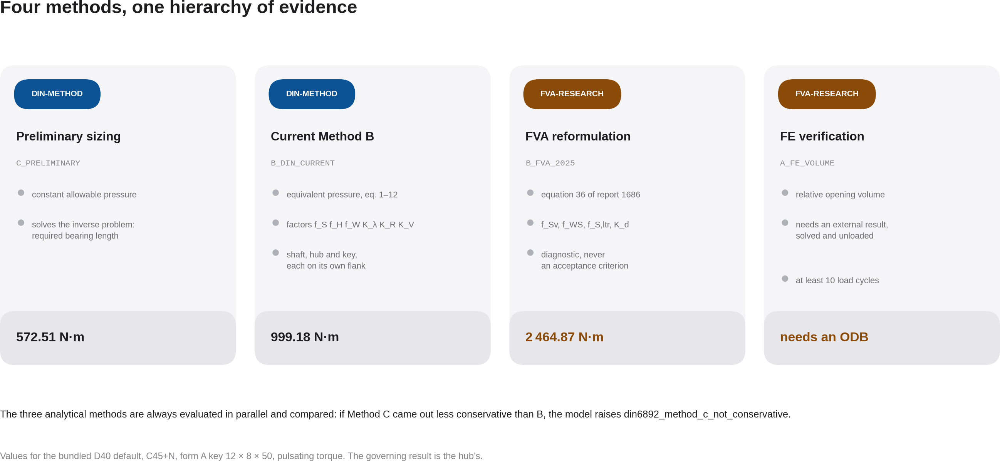 Four methods, one hierarchy of evidence
DIN-METHOD
Preliminary sizing
C_PRELIMINARY
constant allowable pressure
solves the inverse problem:
required bearing length
572.51 N·m
DIN-METHOD
Current Method B
B_DIN_CURRENT
equivalent pressure, eq. 1–12
factors f_S f_H f_W K_λ K_R K_V
shaft, hub and key,
each on its own flank
999.18 N·m
FVA-RESEARCH
FVA reformulation
B_FVA_2025
equation 36 of report 1686
f_Sv, f_WS, f_S,ltr, K_d
diagnostic, never
an acceptance criterion
2 464.87 N·m
FVA-RESEARCH
FE verification
A_FE_VOLUME
relative opening volume
needs an external result,
solved and unloaded
at least 10 load cycles
needs an ODB
The three analytical methods are always evaluated in parallel and compared: if Method C came out less conservative than B, the model raises din6892_method_c_not_conservative.
Values for the bundled D40 default, C45+N, form A key 12 × 8 × 50, pulsating torque. The governing result is the hub's.